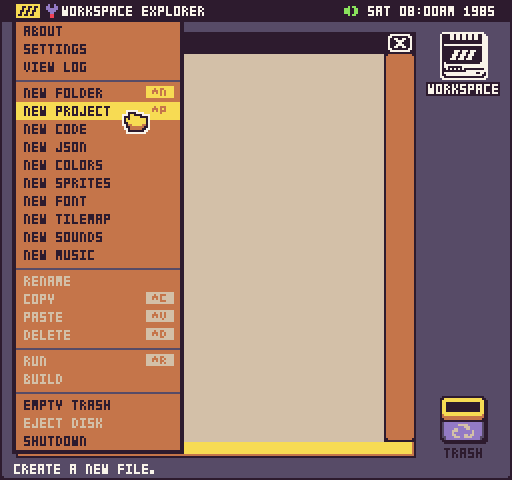 WORKSPACE EXPLORER
SAT 08:00AM 1985
ABOUT
SETTINGS
VIEW LOG
NEW FOLDER ^N
NEW PROJECT ^P
NEW CODE
NEW JSON
NEW COLORS
NEW SPRITES
NEW FONT
NEW TILEMAP
NEW SOUNDS
NEW MUSIC
RENAME
COPY ^C
PASTE ^V
DELETE ^D
RUN ^R
BUILD
EMPTY TRASH
EJECT DISK
SHUTDOWN
WORKSPACE
TRASH
CREATE A NEW FILE.